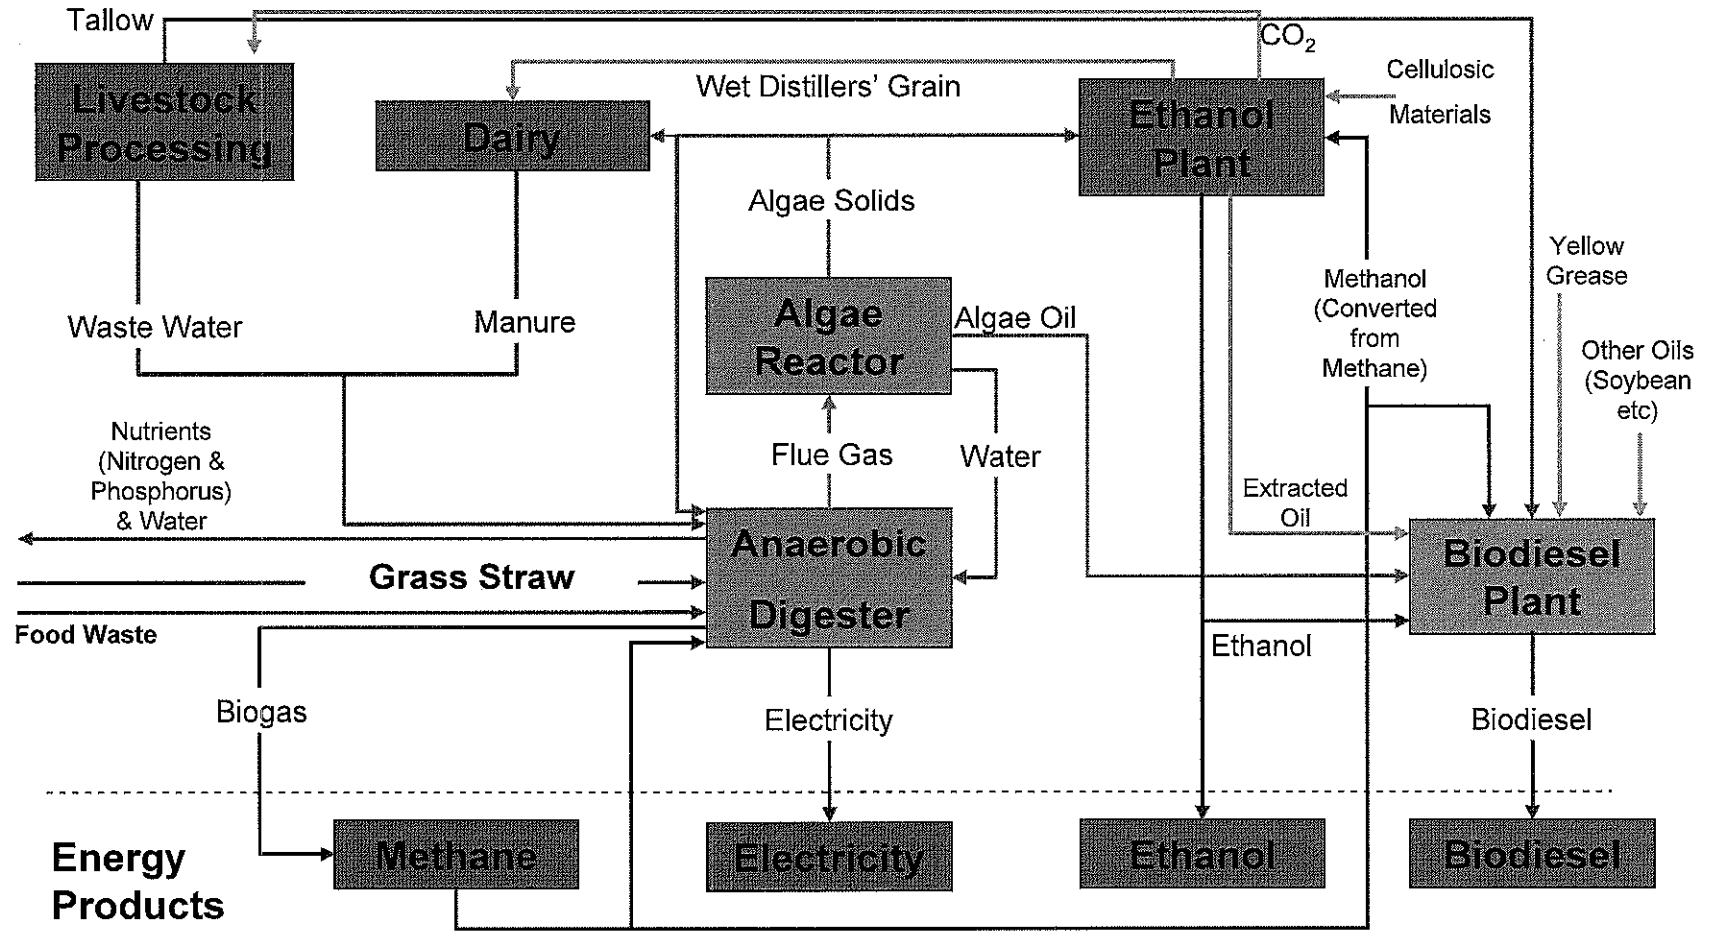 Tallow
CO₂
Livestock
Processing
Wet Distillers' Grain
Dairy
Ethanol
Plant
Cellulosic
Materials
Algae Solids
Waste Water
Manure
Algae
Reactor
Algae Oil
Methanol
(Converted
from
Methane)
Yellow
Grease
Other Oils
(Soybean
etc)
Nutrients
(Nitrogen &
Phosphorus)
& Water
Flue Gas
Water
Extracted
Oil
Anaerobic
Digester
Biodiesel
Plant
Grass Straw
Food Waste
Ethanol
Biogas
Electricity
Biodiesel
Energy
Products
Methane
Electricity
Ethanol
Biodiesel